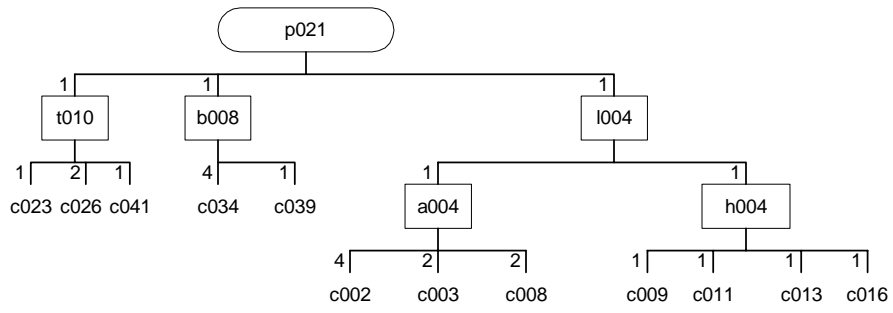 p021
1 1 1
t010 b008 l004
1 2 1 4 1 1 1
c023 c026 c041 c034 c039 a004 h004
4 2 2 1 1 1 1
c002 c003 c008 c009 c011 c013 c016